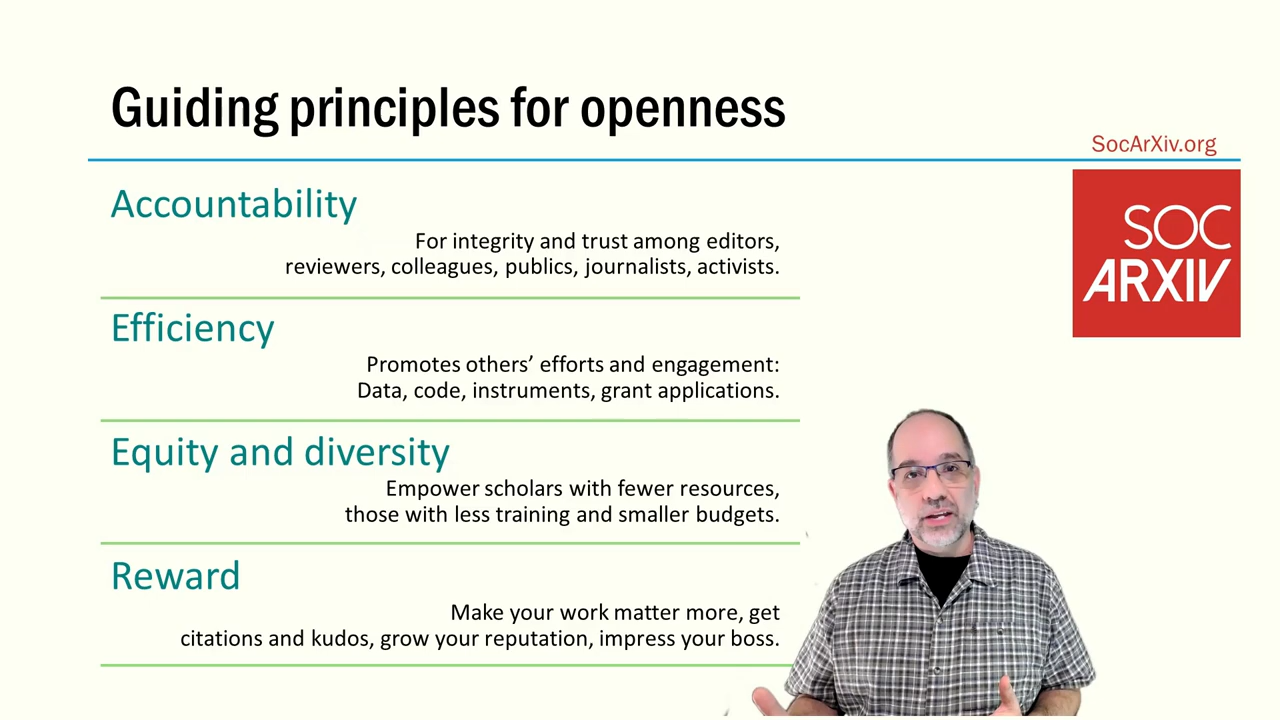 Guiding principles for openness
SocArXiv.org
SOC
ARXIV
Accountability
For integrity and trust among editors,
reviewers, colleagues, publics, journalists, activists.
Efficiency
Promotes others’ efforts and engagement:
Data, code, instruments, grant applications.
Equity and diversity
Empower scholars with fewer resources,
those with less training and smaller budgets.
Reward
Make your work matter more, get
citations and kudos, grow your reputation, impress your boss.